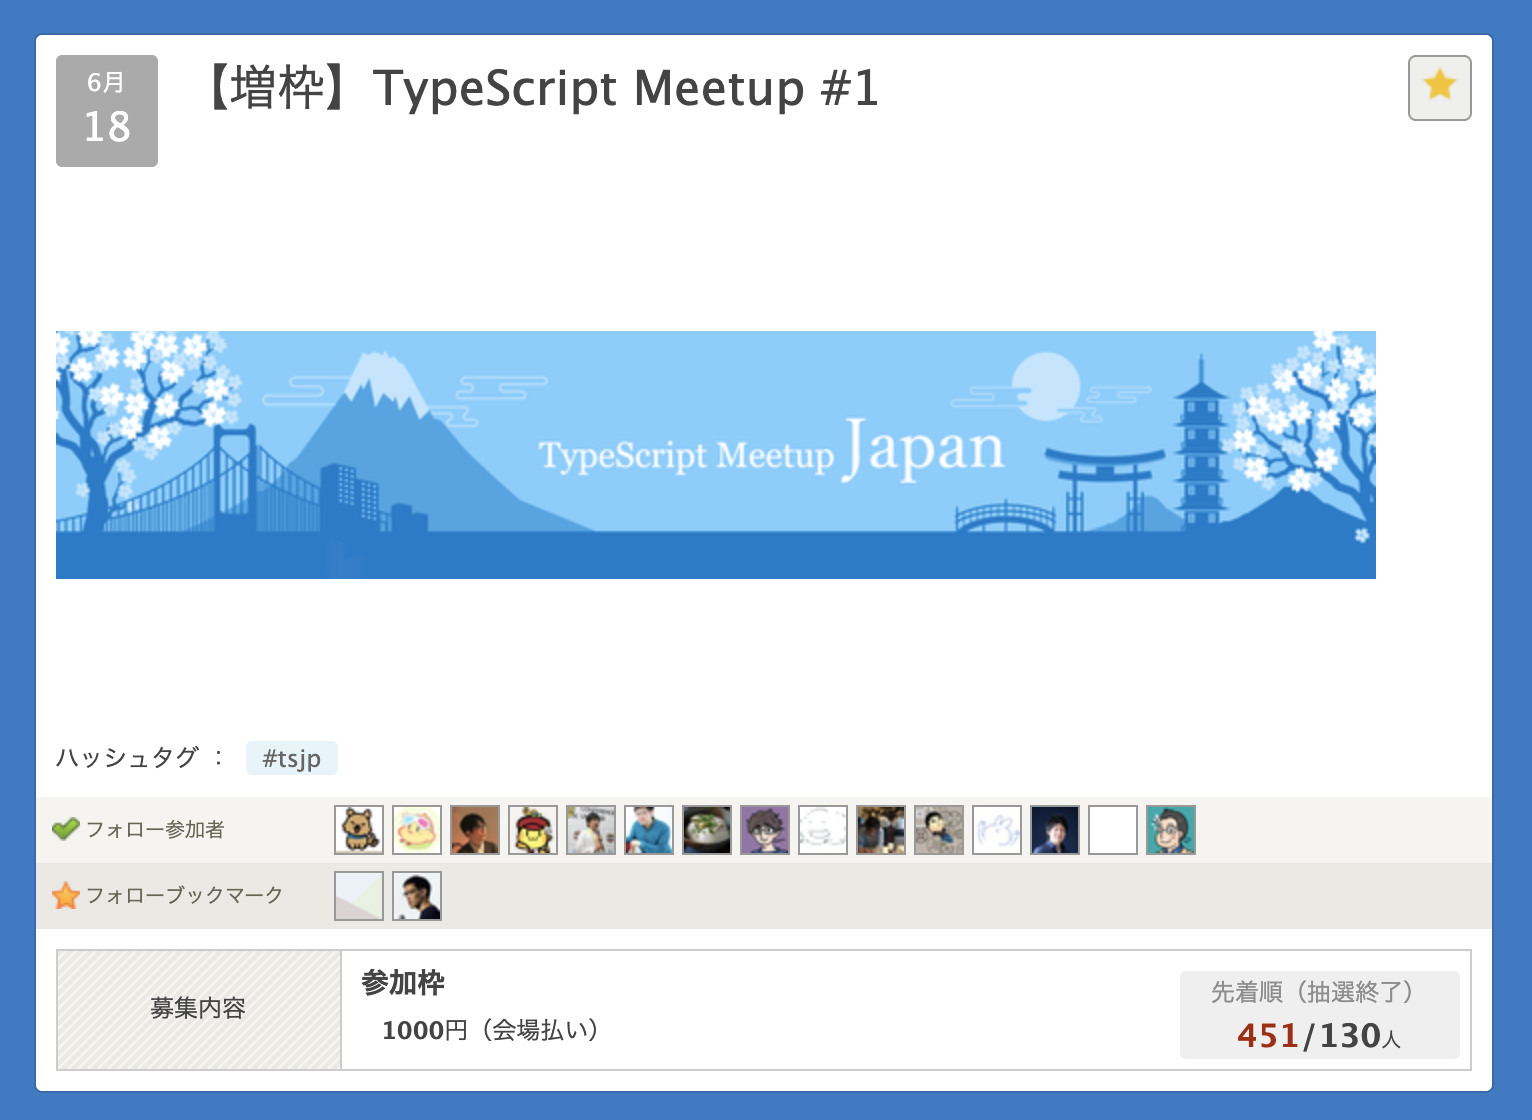 6月
18
【増枠】TypeScript Meetup #1
TypeScript Meetup Japan
ハッシュタグ ： #tsjp
フォロー参加者
フォローブックマーク
募集内容
参加枠
1000円（会場払い）
先着順（抽選終了）
451/130人